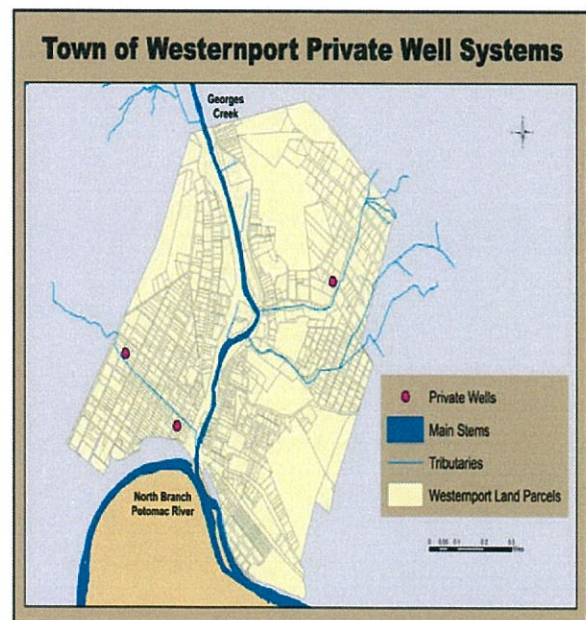 Town of Westernport Private Well Systems
Georges
Creek
Private Wells
Main Stems
Tributaries
Westernport Land Parcels
North Branch
Potomac River